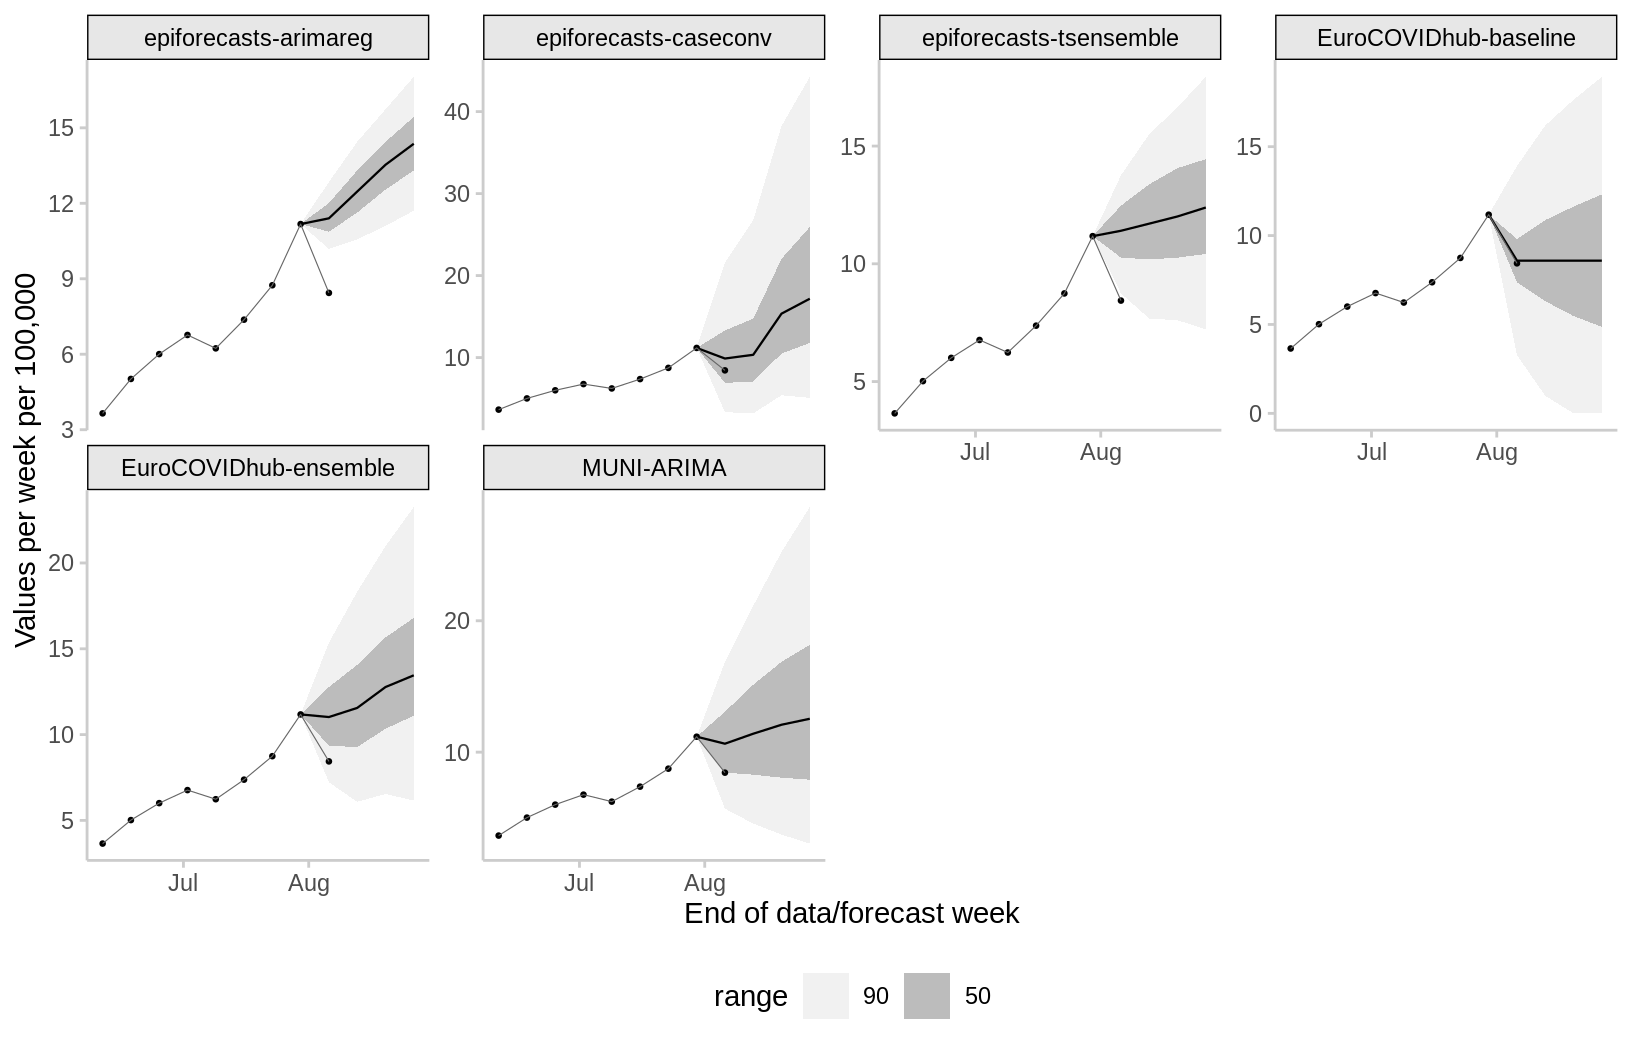 epiforecasts-arimareg
epiforecasts-caseconv
epiforecasts-tsensemble
EuroCOVIDhub-baseline
Values per week per 100,000
15
12
9
6
3
40
30
20
10
15
10
5
Jul
Aug
15
10
5
0
Jul
Aug
EuroCOVIDhub-ensemble
MUNI-ARIMA
20
15
10
5
Jul
Aug
20
10
Jul
Aug
End of data/forecast week
range
90
50